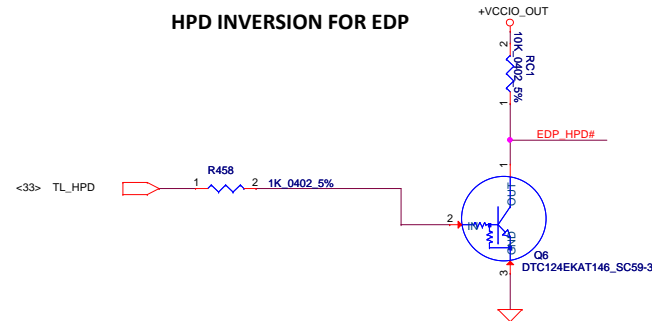 HPD INVERSION FOR EDP
+VCCIO_OUT
2
RC1
10K_0402_5%
1
EDP_HPD#
1
<33> TL_HPD
1
R458
2
1K_0402_5%
2
IN
OUT
GND
Q6
DTC124EKAT146_SC59-3
3